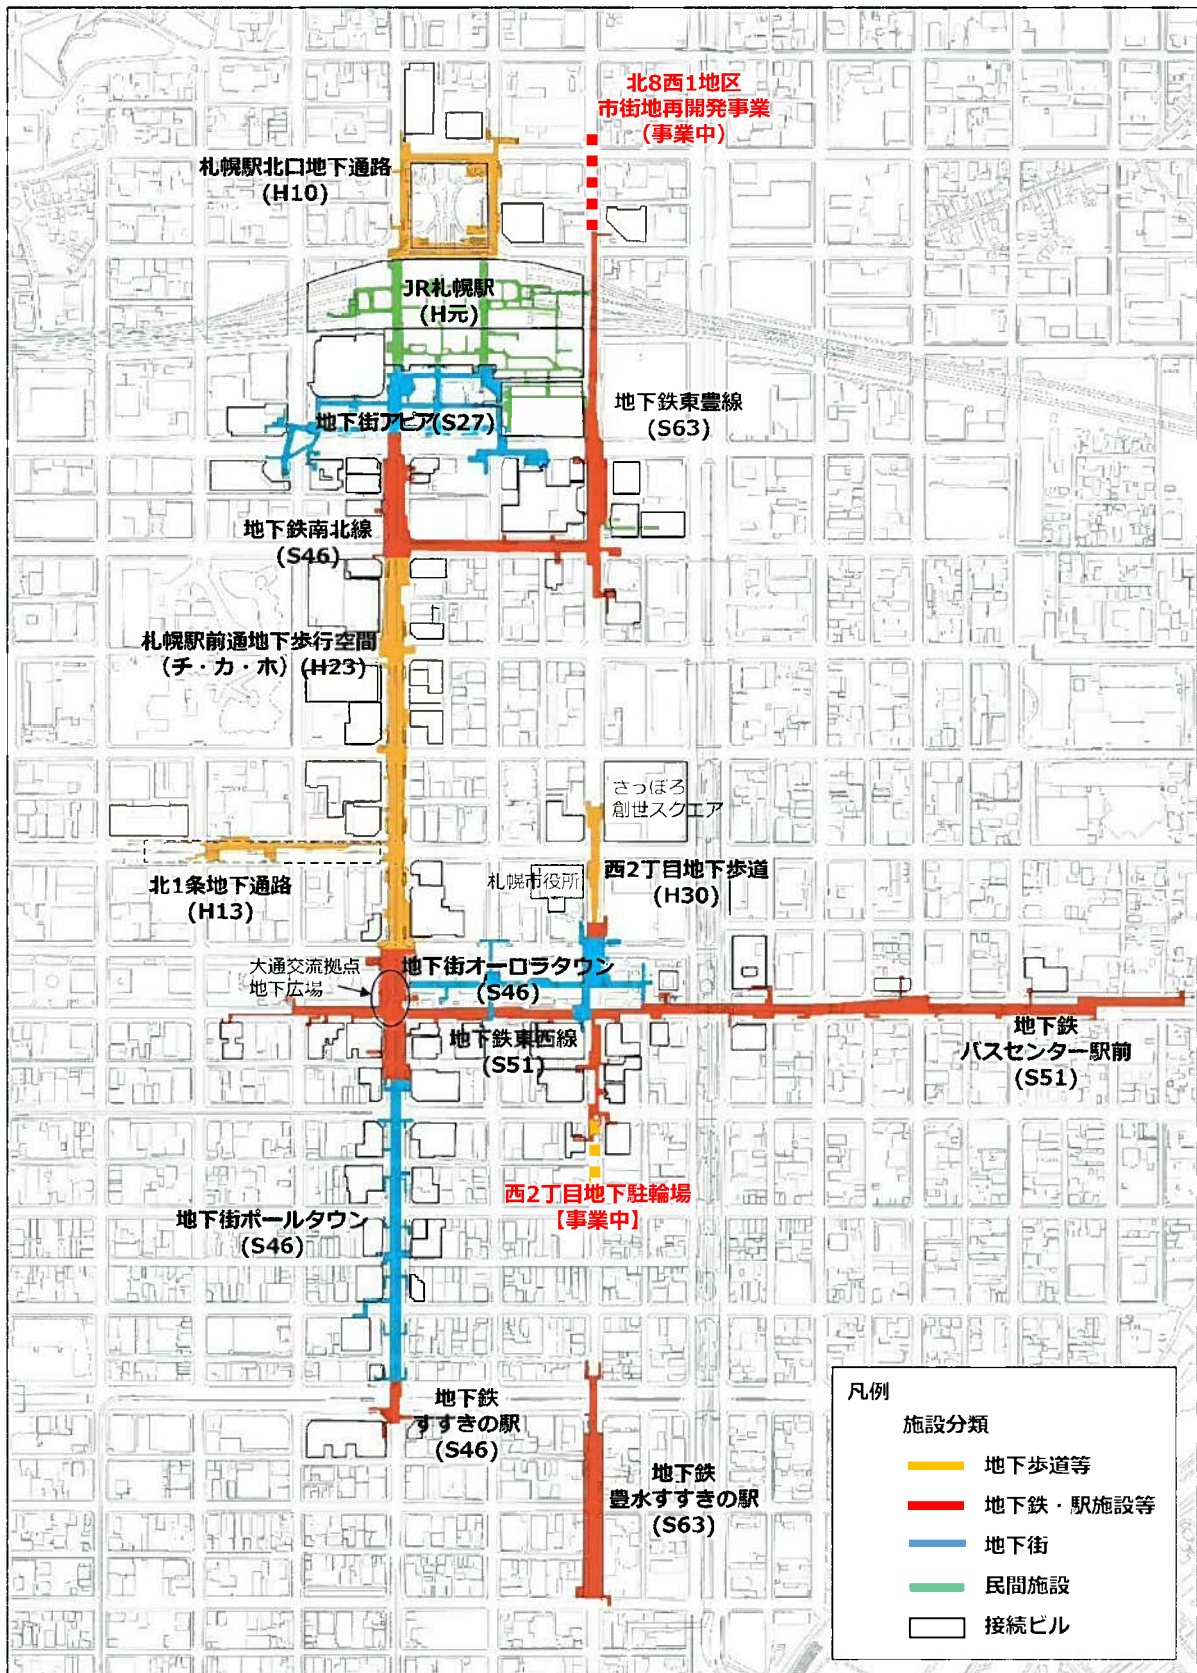 北8西1地区
市街地再開発事業
（事業中）
札幌駅北口地下通路
(H10)
JR札幌駅
(H元)
地下街アピア(S27)
地下鉄東豊線
(S63)
地下鉄南北線
(S46)
札幌駅前通地下歩行空間
（チ・カ・ホ）(H23)
さっぽろ
創世スクエア
北1条地下通路
(H13)
札幌市役所
西2丁目地下歩道
(H30)
大通交流拠点
地下広場
地下街オーロラタウン
(S46)
地下鉄東西線
(S51)
地下鉄
バスセンター駅前
(S51)
西2丁目地下駐輪場
【事業中】
地下街ポールタウン
(S46)
地下鉄
すすきの駅
(S46)
地下鉄
豊水すすきの駅
(S63)
凡例
施設分類
地下歩道等
地下鉄・駅施設等
地下街
民間施設
接続ビル